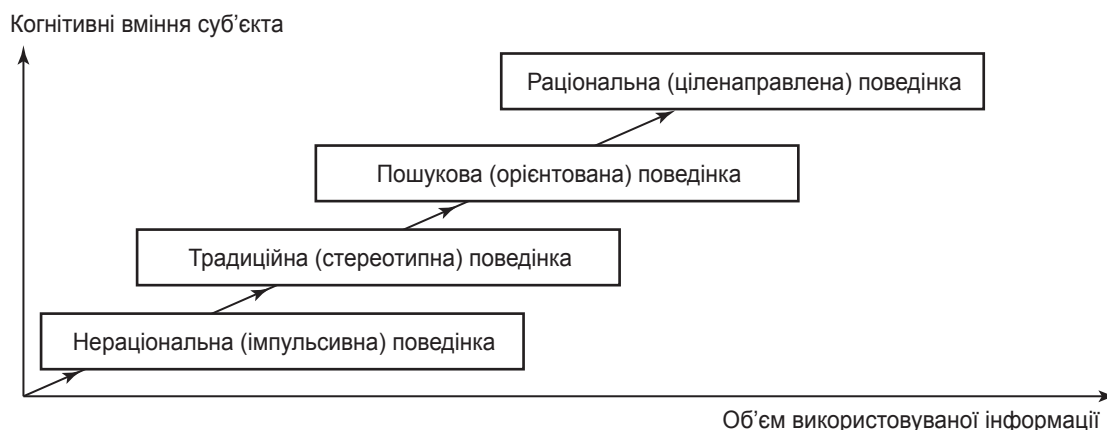 Когнітивні вміння суб’єкта
Раціональна (ціленаправлена) поведінка
Пошукова (орієнтована) поведінка
Традиційна (стереотипна) поведінка
Нераціональна (імпульсивна) поведінка
Об’єм використовуваної інформації